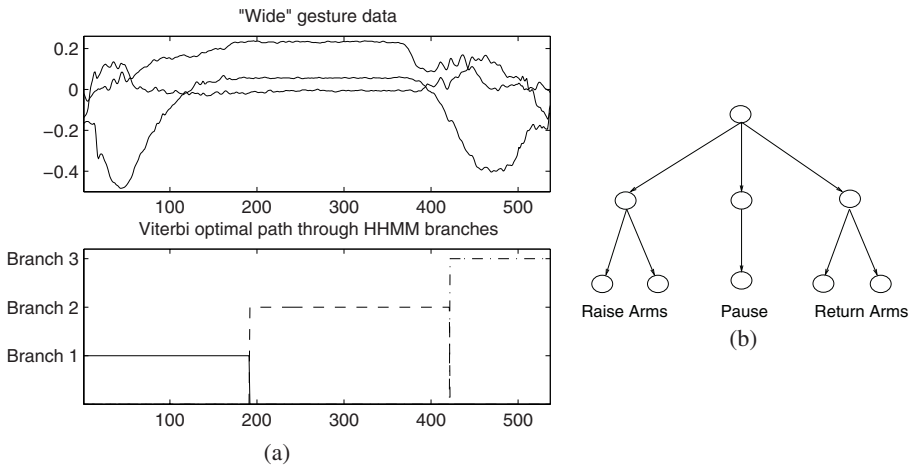 "Wide" gesture data
0.2
0
−0.2
−0.4
100 200 300 400 500
Viterbi optimal path through HHMM branches
Branch 3
Branch 2
Branch 1
100 200 300 400 500
(a)
Raise Arms Pause Return Arms
(b)